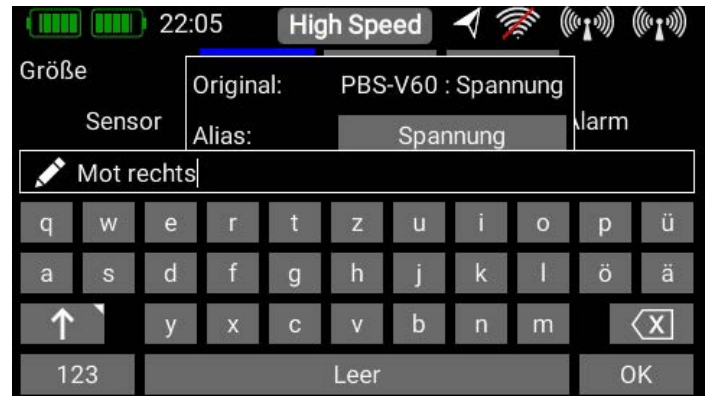 22:05 High Speed
Größe
Original: PBS-V60 : Spannung
Sensor
Alarm
Alias: Spannung
Mot rechts
q w e r t z u i o p ü
a s d f g h j k l ö ä
y x c v b n m X
123 Leer OK